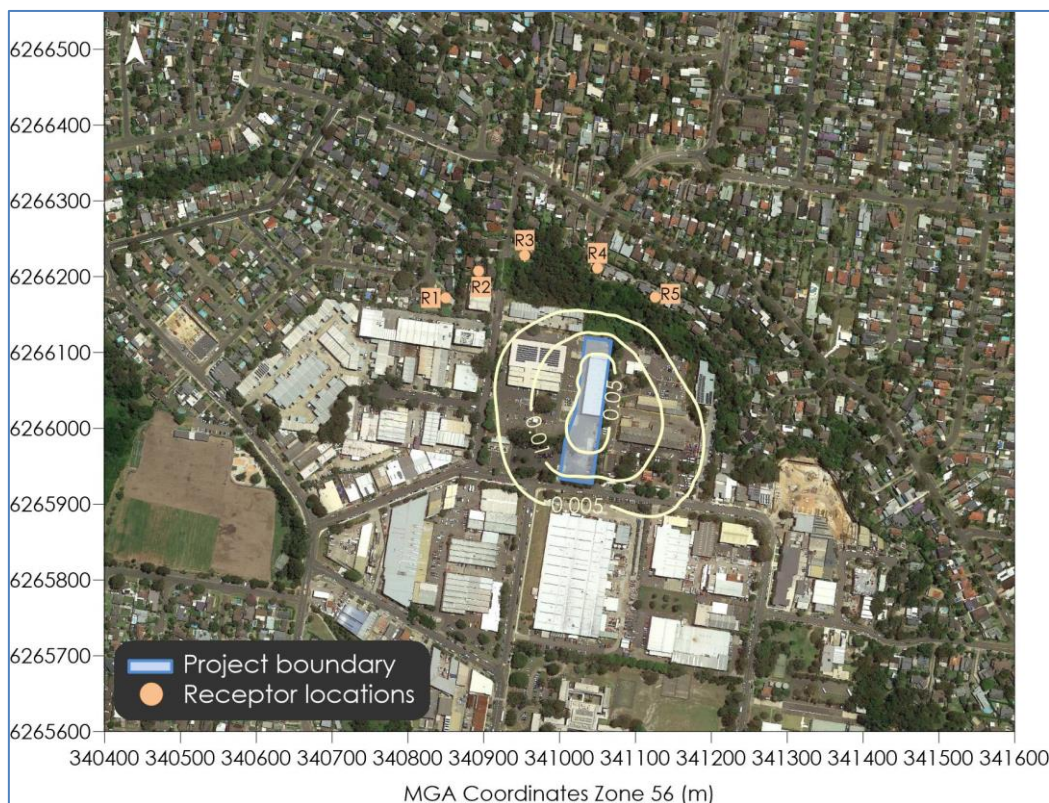 N
6266500
6266400
6266300
6266200
6266100
6266000
6265900
6265800
6265700
6265600
R3
R4
R2
R1
R5
0.05
0.01
0.005
Project boundary
Receptor locations
340400 340500 340600 340700 340800 340900 341000 341100 341200 341300 341400 341500 341600
MGA Coordinates Zone 56 (m)